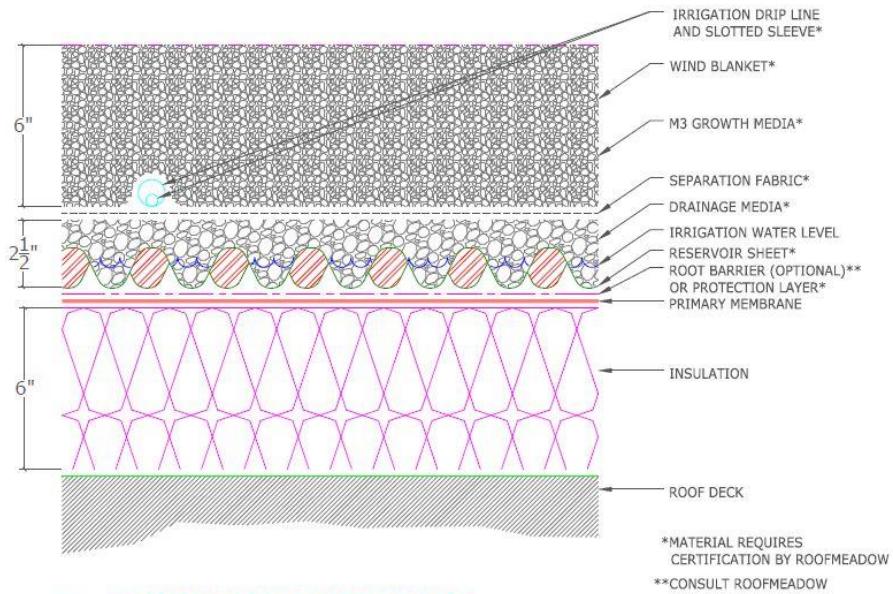 IRRIGATION DRIP LINE
AND SLOTTED SLEEVE*
WIND BLANKET*
6"
M3 GROWTH MEDIA*
SEPARATION FABRIC*
DRAINAGE MEDIA*
IRRIGATION WATER LEVEL
2 1/2"
RESERVOIR SHEET*
ROOT BARRIER (OPTIONAL)**
OR PROTECTION LAYER*
PRIMARY MEMBRANE
6"
INSULATION
ROOF DECK
*MATERIAL REQUIRES
CERTIFICATION BY ROOFMEADOW
**CONSULT ROOFMEADOW